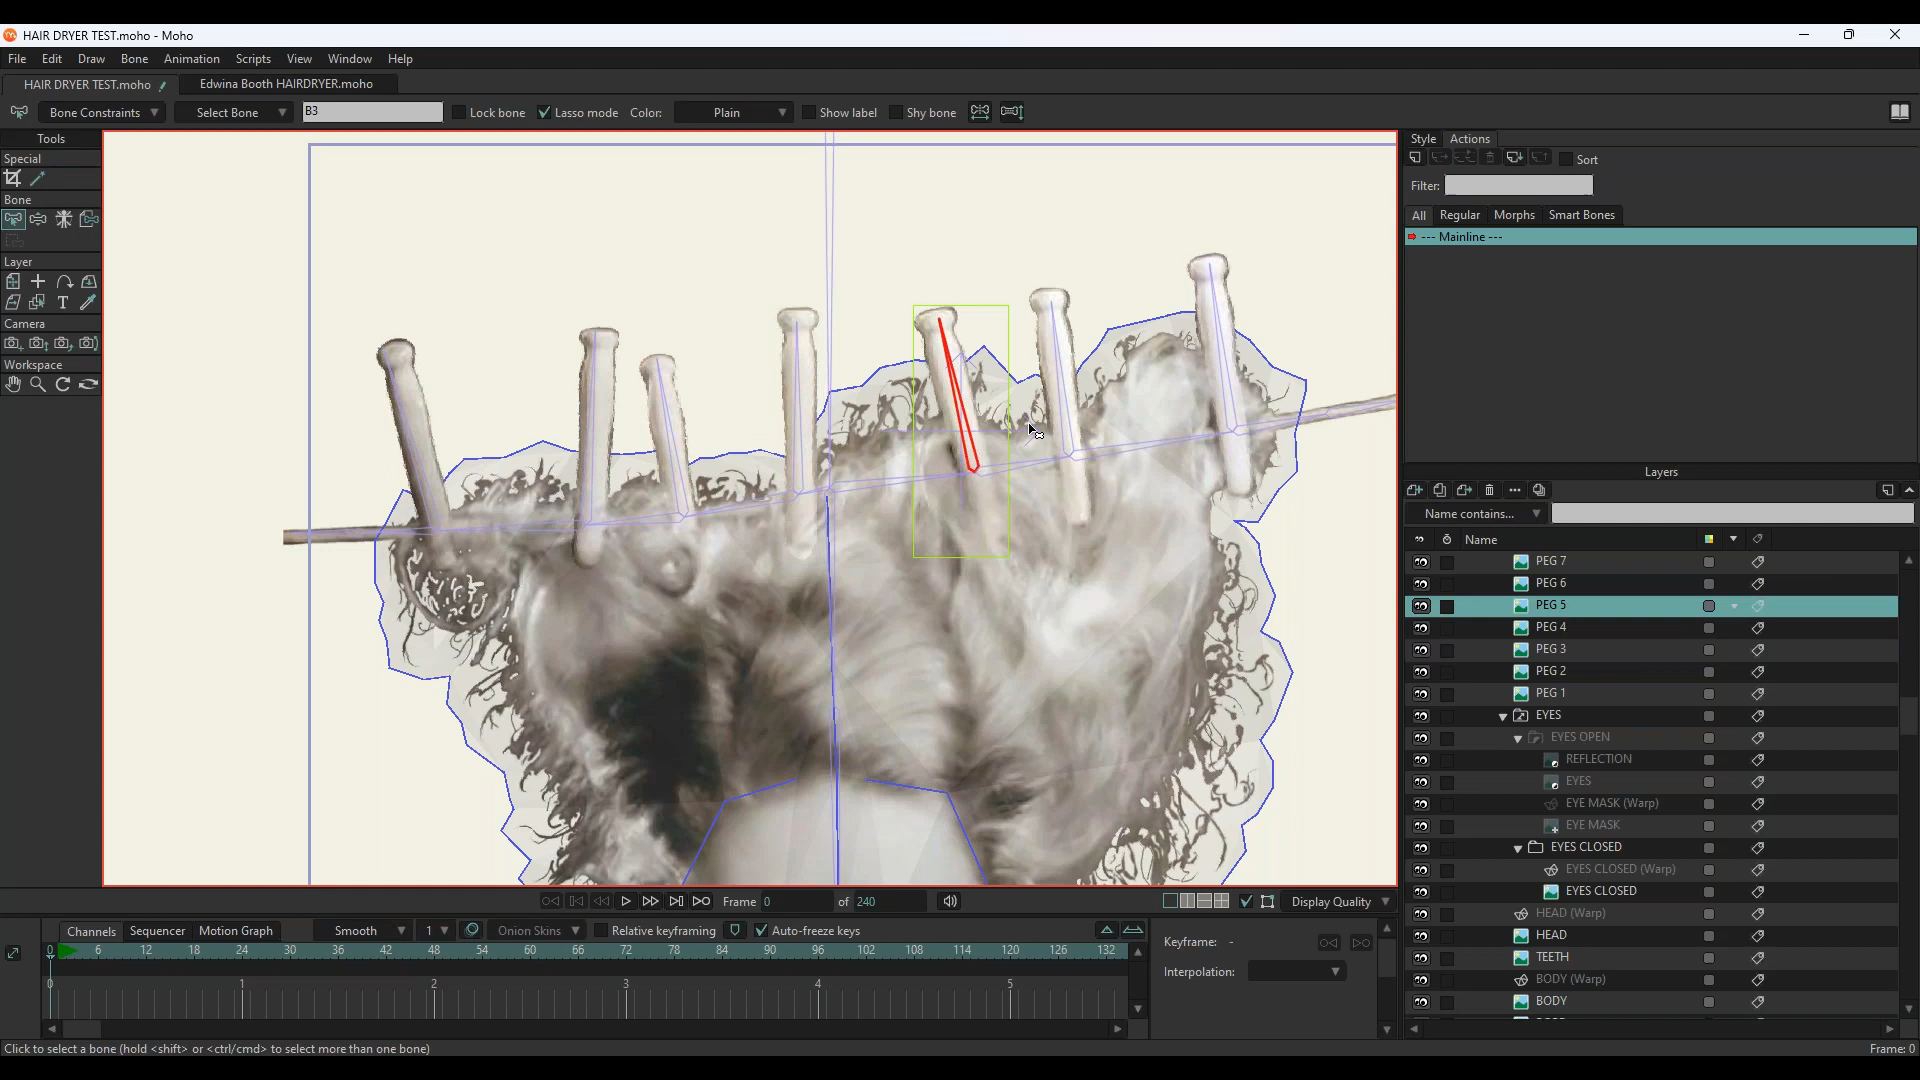 HAIR DRYER TEST.moho - Moho
File Edit Draw Bone Animation Scripts View Window Help
HAIR DRYER TEST.moho Edwina Booth HAIRDRYER.moho
Bone Constraints Select Bone B3 Lock bone Lasso mode Color: Plain Show label Shy bone
Tools
Special
Bone
Layer
T
Camera
Workspace
Style Actions
Sort
Filter:
All Regular Morphs Smart Bones
--- Mainline ---
Layers
Name contains...
Name
PEG 7
PEG 6
PEG 5
PEG 4
PEG 3
PEG 2
PEG 1
EYES
EYES OPEN
REFLECTION
EYES
EYE MASK (Warp)
EYE MASK
EYES CLOSED
EYES CLOSED (Warp)
EYES CLOSED
HEAD (Warp)
HEAD
TEETH
BODY (Warp)
BODY
Frame 0 of 240 Display Quality
Channels Sequencer Motion Graph Smooth 1 Onion Skins Relative keyframing Auto-freeze keys
0 6 12 18 24 30 36 42 48 54 60 66 72 78 84 90 96 102 108 114 120 126 132
0 1 2 3 4 5
Keyframe: -
Interpolation:
Click to select a bone (hold <shift> or <ctrl/cmd> to select more than one bone) Frame: 0